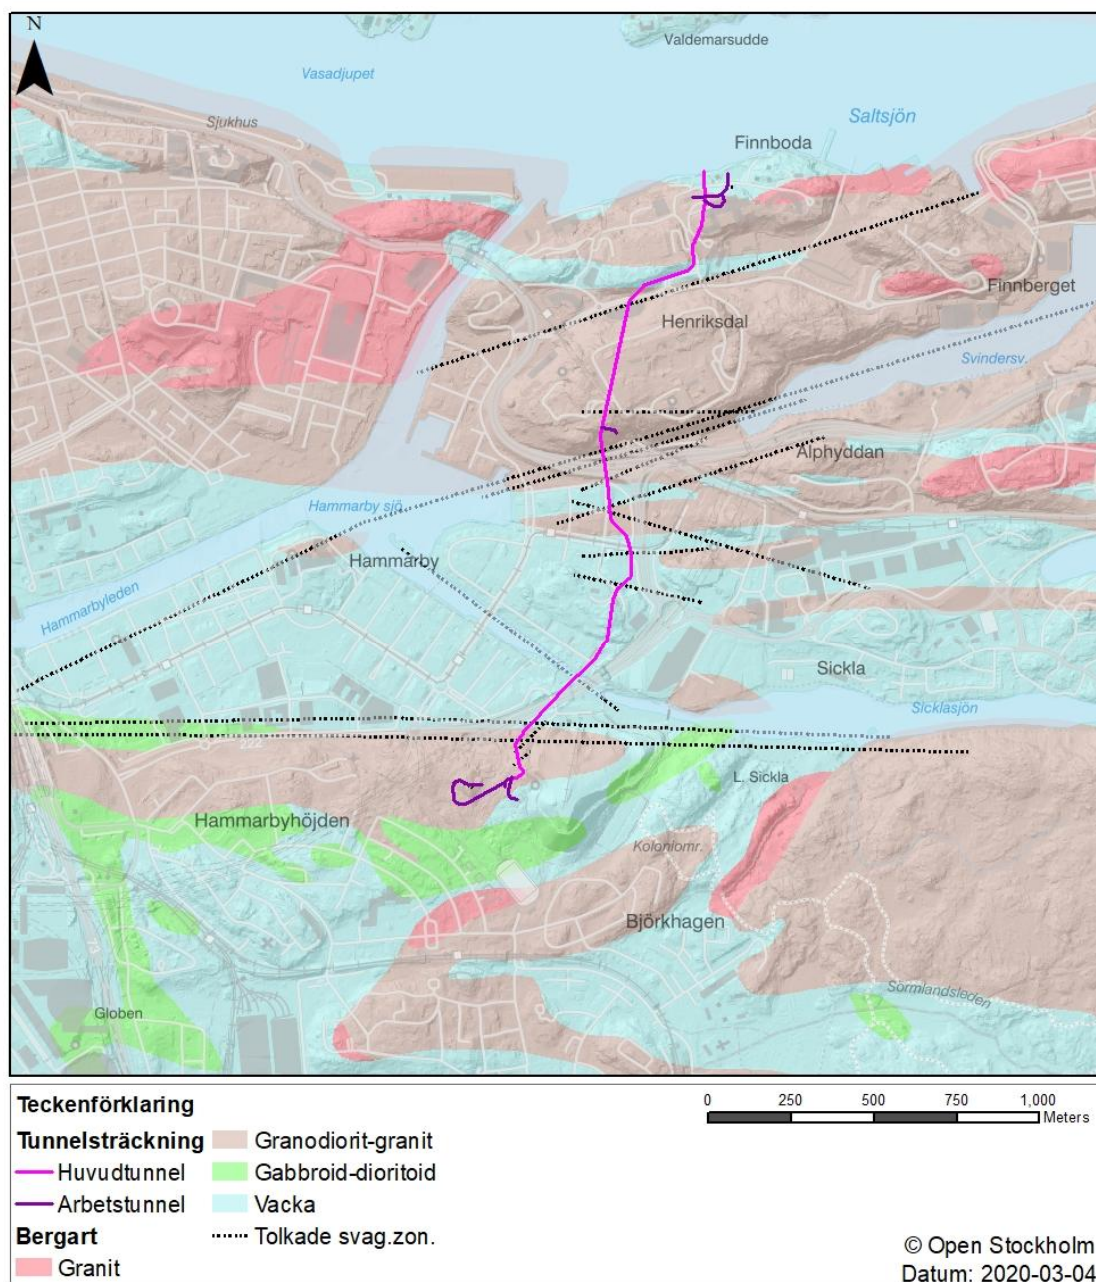 N
Valdemarsudde
Vasadjupet
Saltsjön
Sjukhus
Finnboda
Finnberget
Henriksdal
Svindersv.
Alphyddan
Hammarby sjö
Hammarby
Hammarbyleden
Sickla
Sicklasjön
222
L. Sickla
Hammarbyhöjden
Koloniomr.
Björkhagen
73
Sörmlandsleden
Globen
Teckenförklaring
Tunnelsträckning
Huvudtunnel
Arbetstunnel
Bergart
Granit
Granodiorit-granit
Gabbroid-dioritoid
Vacka
Tolkade svag.zon.
0 250 500 750 1,000
Meters
© Open Stockholm
Datum: 2020-03-04